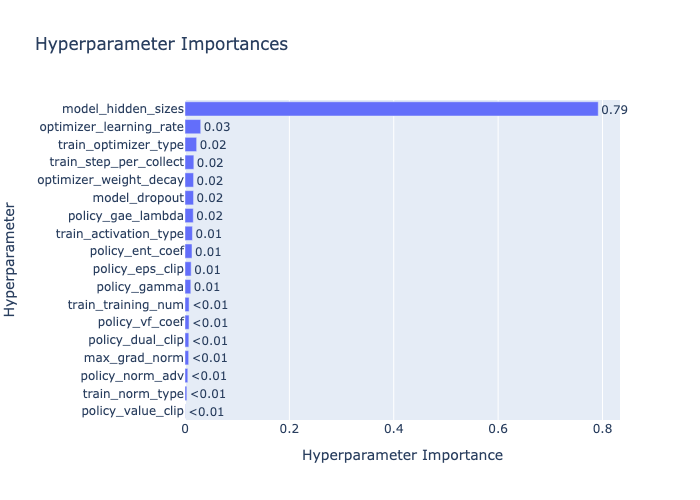 Hyperparameter Importances
Hyperparameter
model_hidden_sizes 0.79
optimizer_learning_rate 0.03
train_optimizer_type 0.02
train_step_per_collect 0.02
optimizer_weight_decay 0.02
model_dropout 0.02
policy_gae_lambda 0.02
train_activation_type 0.01
policy_ent_coef 0.01
policy_eps_clip 0.01
policy_gamma 0.01
train_training_num <0.01
policy_vf_coef <0.01
policy_dual_clip <0.01
max_grad_norm <0.01
policy_norm_adv <0.01
train_norm_type <0.01
policy_value_clip <0.01
0 0.2 0.4 0.6 0.8
Hyperparameter Importance